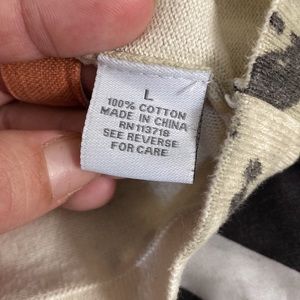 L
100% COTTON
MADE IN CHINA
RN 113718
SEE REVERSE
FOR CARE